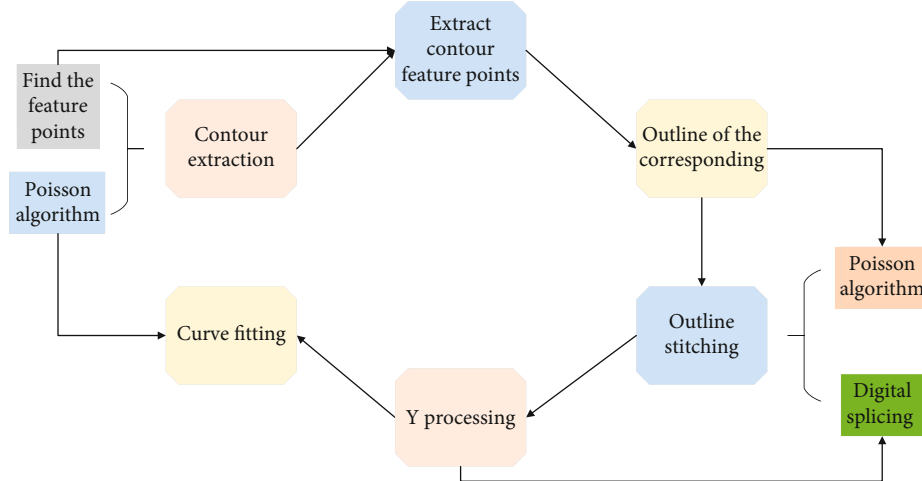 Extract
contour
feature points
Find the
feature
points
Contour
extraction
Outline of the
corresponding
Poisson
algorithm
Poisson
algorithm
Curve fitting
Outline
stitching
Y processing
Digital
splicing